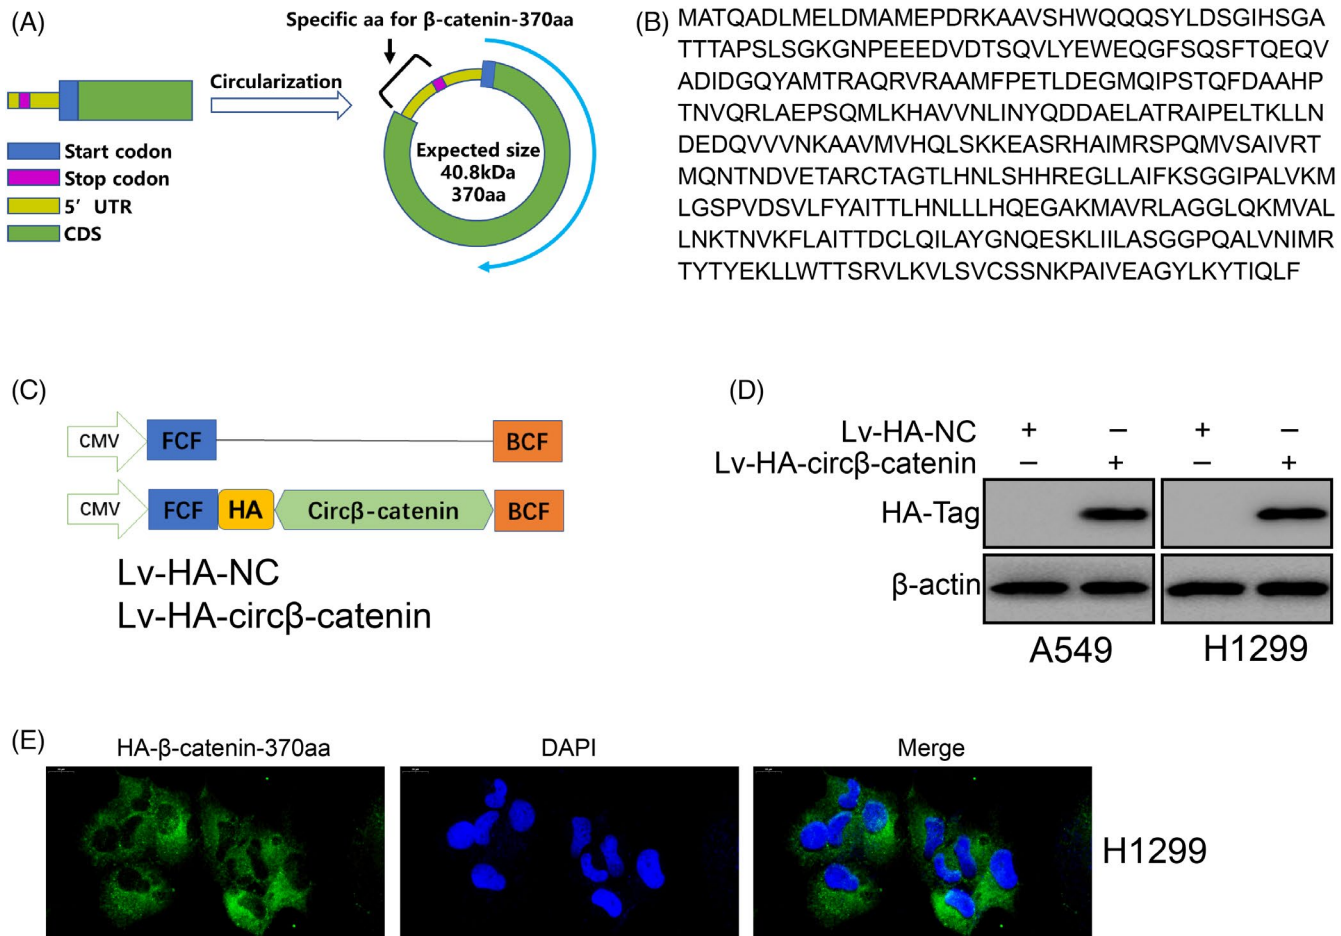 (A)
Specific aa for β-catenin-370aa
Circularization
Start codon
Stop codon
5' UTR
CDS
Expected size
40.8kDa
370aa
(B)
MATQADLMELDMAMEPDRKAAVSHWQQQSYLDSGIHSGA
TTTAPSLSGKGNPEEEDVDTSQVLYEWEQGFSQSFTQEQV
ADIDGQYAMTRAQRVRAAMFPETLDEGMQIPSTQFDAAHP
TNVQRLAEPSQMLKHAVVNLINYQDDAELATRAIPELTKLLN
DEDQVVVNKAAVMVHQLSKKEASRHAIMRSPQMVSAIVRT
MQNTNDVETARCTAGTLHNLSHHREGLLAIFKSGGIPALVKM
LGSPVDSVLFYAITTLHNLLLHQEGAKMAVRLAGGLQKMVAL
LNKTNVKFLAITTDCLQILAYGNQESKLIILASGGPQALVNIMR
TYTYEKLLWTTSRVLKVLSVCSSNKPAIVEAGYLKYTIQLF
(C)
CMV FCF BCF
CMV FCF HA Circβ-catenin BCF
Lv-HA-NC
Lv-HA-circβ-catenin
(D)
Lv-HA-NC + − + −
Lv-HA-circβ-catenin − + − +
HA-Tag
β-actin
A549 H1299
(E)
HA-β-catenin-370aa DAPI Merge
H1299